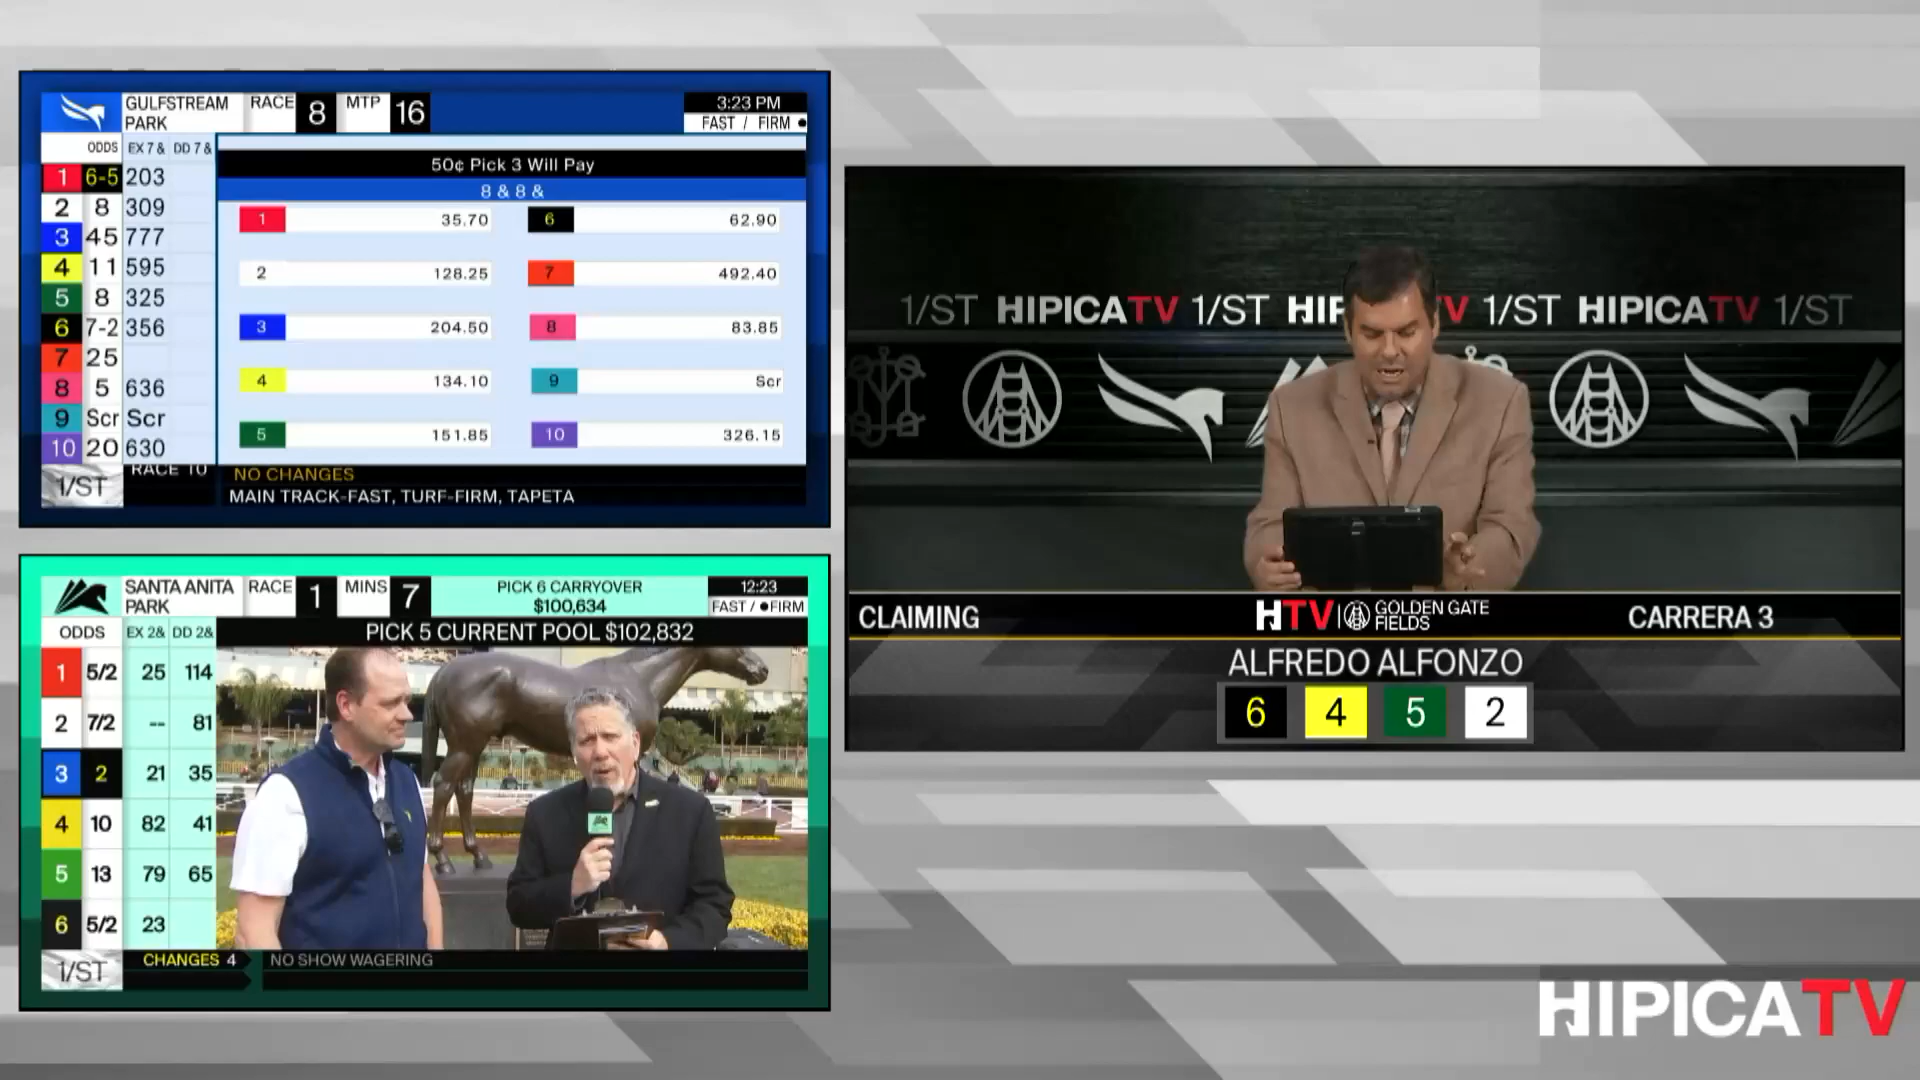 GULFSTREAM PARK
RACE 8
MTP 16
3:23 PM
FAST / FIRM
ODDS EX 7 & DD 7 &
1 6-5 203
2 8 309
3 45 777
4 11 595
5 8 325
6 7-2 356
7 25
8 5 636
9 Scr Scr
10 20 630
50¢ Pick 3 Will Pay
8 & 8 &
1 35.70 6 62.90
2 128.25 7 492.40
3 204.50 8 83.85
4 134.10 9 Scr
5 151.85 10 326.15
1/ST
RACE 10
NO CHANGES
MAIN TRACK-FAST, TURF-FIRM, TAPETA
SANTA ANITA PARK
RACE 1
MINS 7
PICK 6 CARRYOVER
$100,634
12:23
FAST / FIRM
ODDS EX 2& DD 2&
PICK 5 CURRENT POOL $102,832
1 5/2 25 114
2 7/2 -- 81
3 2 21 35
4 10 82 41
5 13 79 65
6 5/2 23
1/ST
CHANGES 4
NO SHOW WAGERING
1/ST HIPICATV 1/ST HIP TV 1/ST HIPICATV 1/ST
CLAIMING
HTV GOLDEN GATE FIELDS
CARRERA 3
ALFREDO ALFONZO
6 4 5 2
HIPICATV